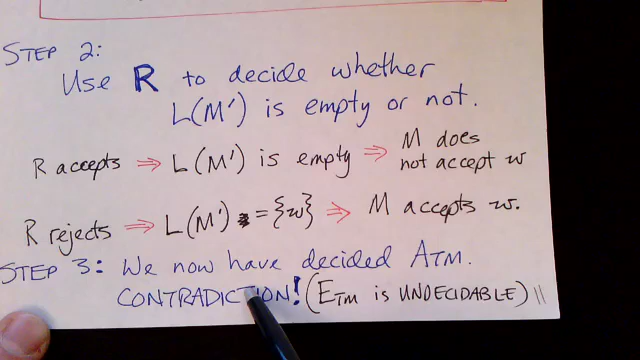 STEP 2:
Use R to decide whether
L(M') is empty or not.
R accepts ⇒ L(M') is empty ⇒ M does not accept w
R rejects ⇒ L(M') = {w} ⇒ M accepts w.
STEP 3: We now have decided ATM.
CONTRADICTION! (ETM is UNDECIDABLE) ||